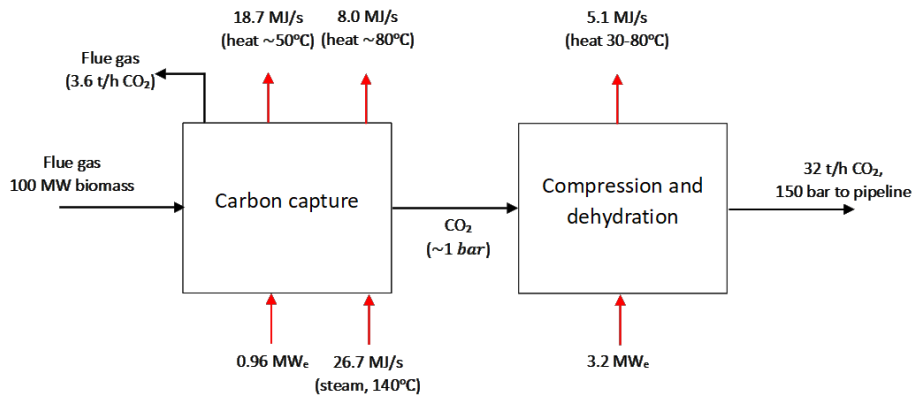 18.7 MJ/s
(heat ~50°C)
8.0 MJ/s
(heat ~80°C)
5.1 MJ/s
(heat 30-80°C)
Flue gas
(3.6 t/h CO₂)
Flue gas
100 MW biomass
Carbon capture
CO₂
(~1 bar)
Compression and
dehydration
32 t/h CO₂,
150 bar to pipeline
0.96 MWₑ
26.7 MJ/s
(steam, 140°C)
3.2 MWₑ